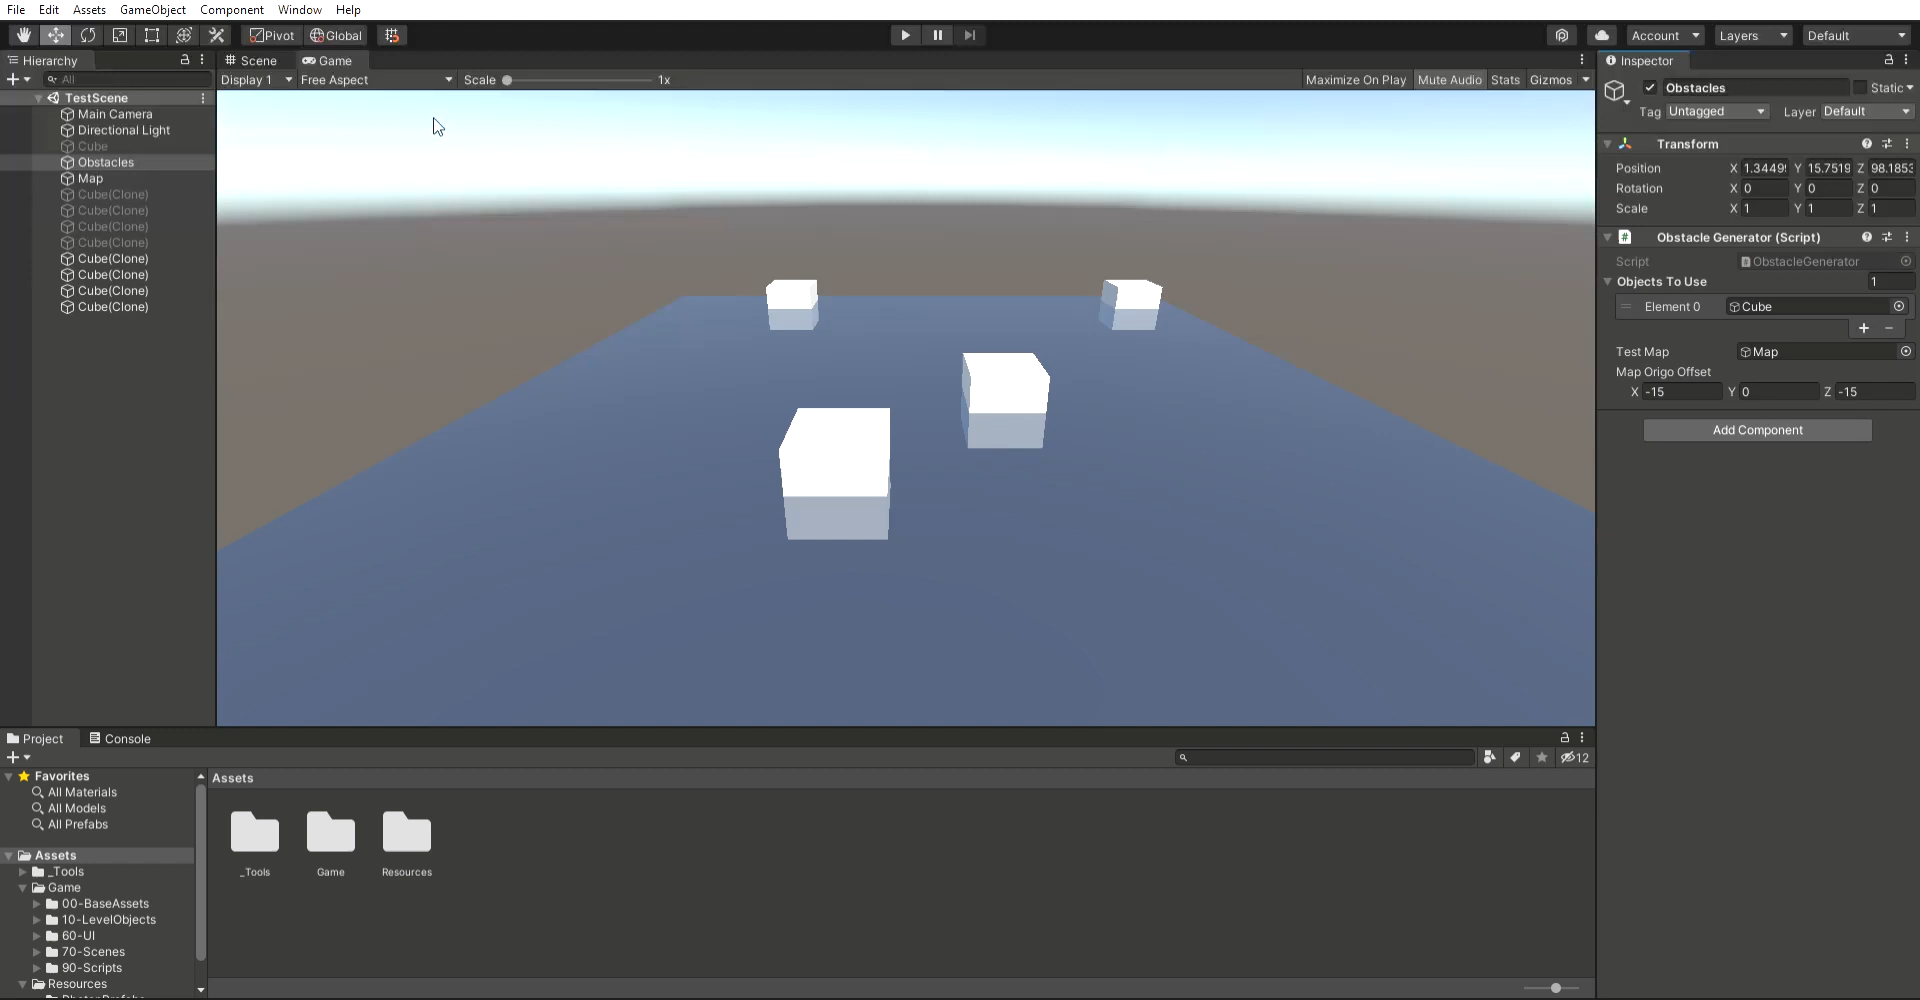 File Edit Assets GameObject Component Window Help
Pivot Global Account Layers Default
Hierarchy
All
TestScene
Main Camera
Directional Light
Cube
Obstacles
Map
Cube(Clone)
Cube(Clone)
Cube(Clone)
Cube(Clone)
Cube(Clone)
Cube(Clone)
Cube(Clone)
Cube(Clone)
Scene Game
Display 1 Free Aspect Scale 1x Maximize On Play Mute Audio Stats Gizmos
Inspector
Obstacles Static
Tag Untagged Layer Default
Transform
Position X 1.3449 Y 15.7519 Z 98.1853
Rotation X 0 Y 0 Z 0
Scale X 1 Y 1 Z 1
# Obstacle Generator (Script)
Script ObstacleGenerator
Objects To Use 1
Element 0 Cube
+ −
Test Map Map
Map Origo Offset
X -15 Y 0 Z -15
Add Component
Project Console
12
Favorites
All Materials
All Models
All Prefabs
Assets
_Tools
Game
00-BaseAssets
10-LevelObjects
60-UI
70-Scenes
90-Scripts
Resources
Assets
_Tools Game Resources